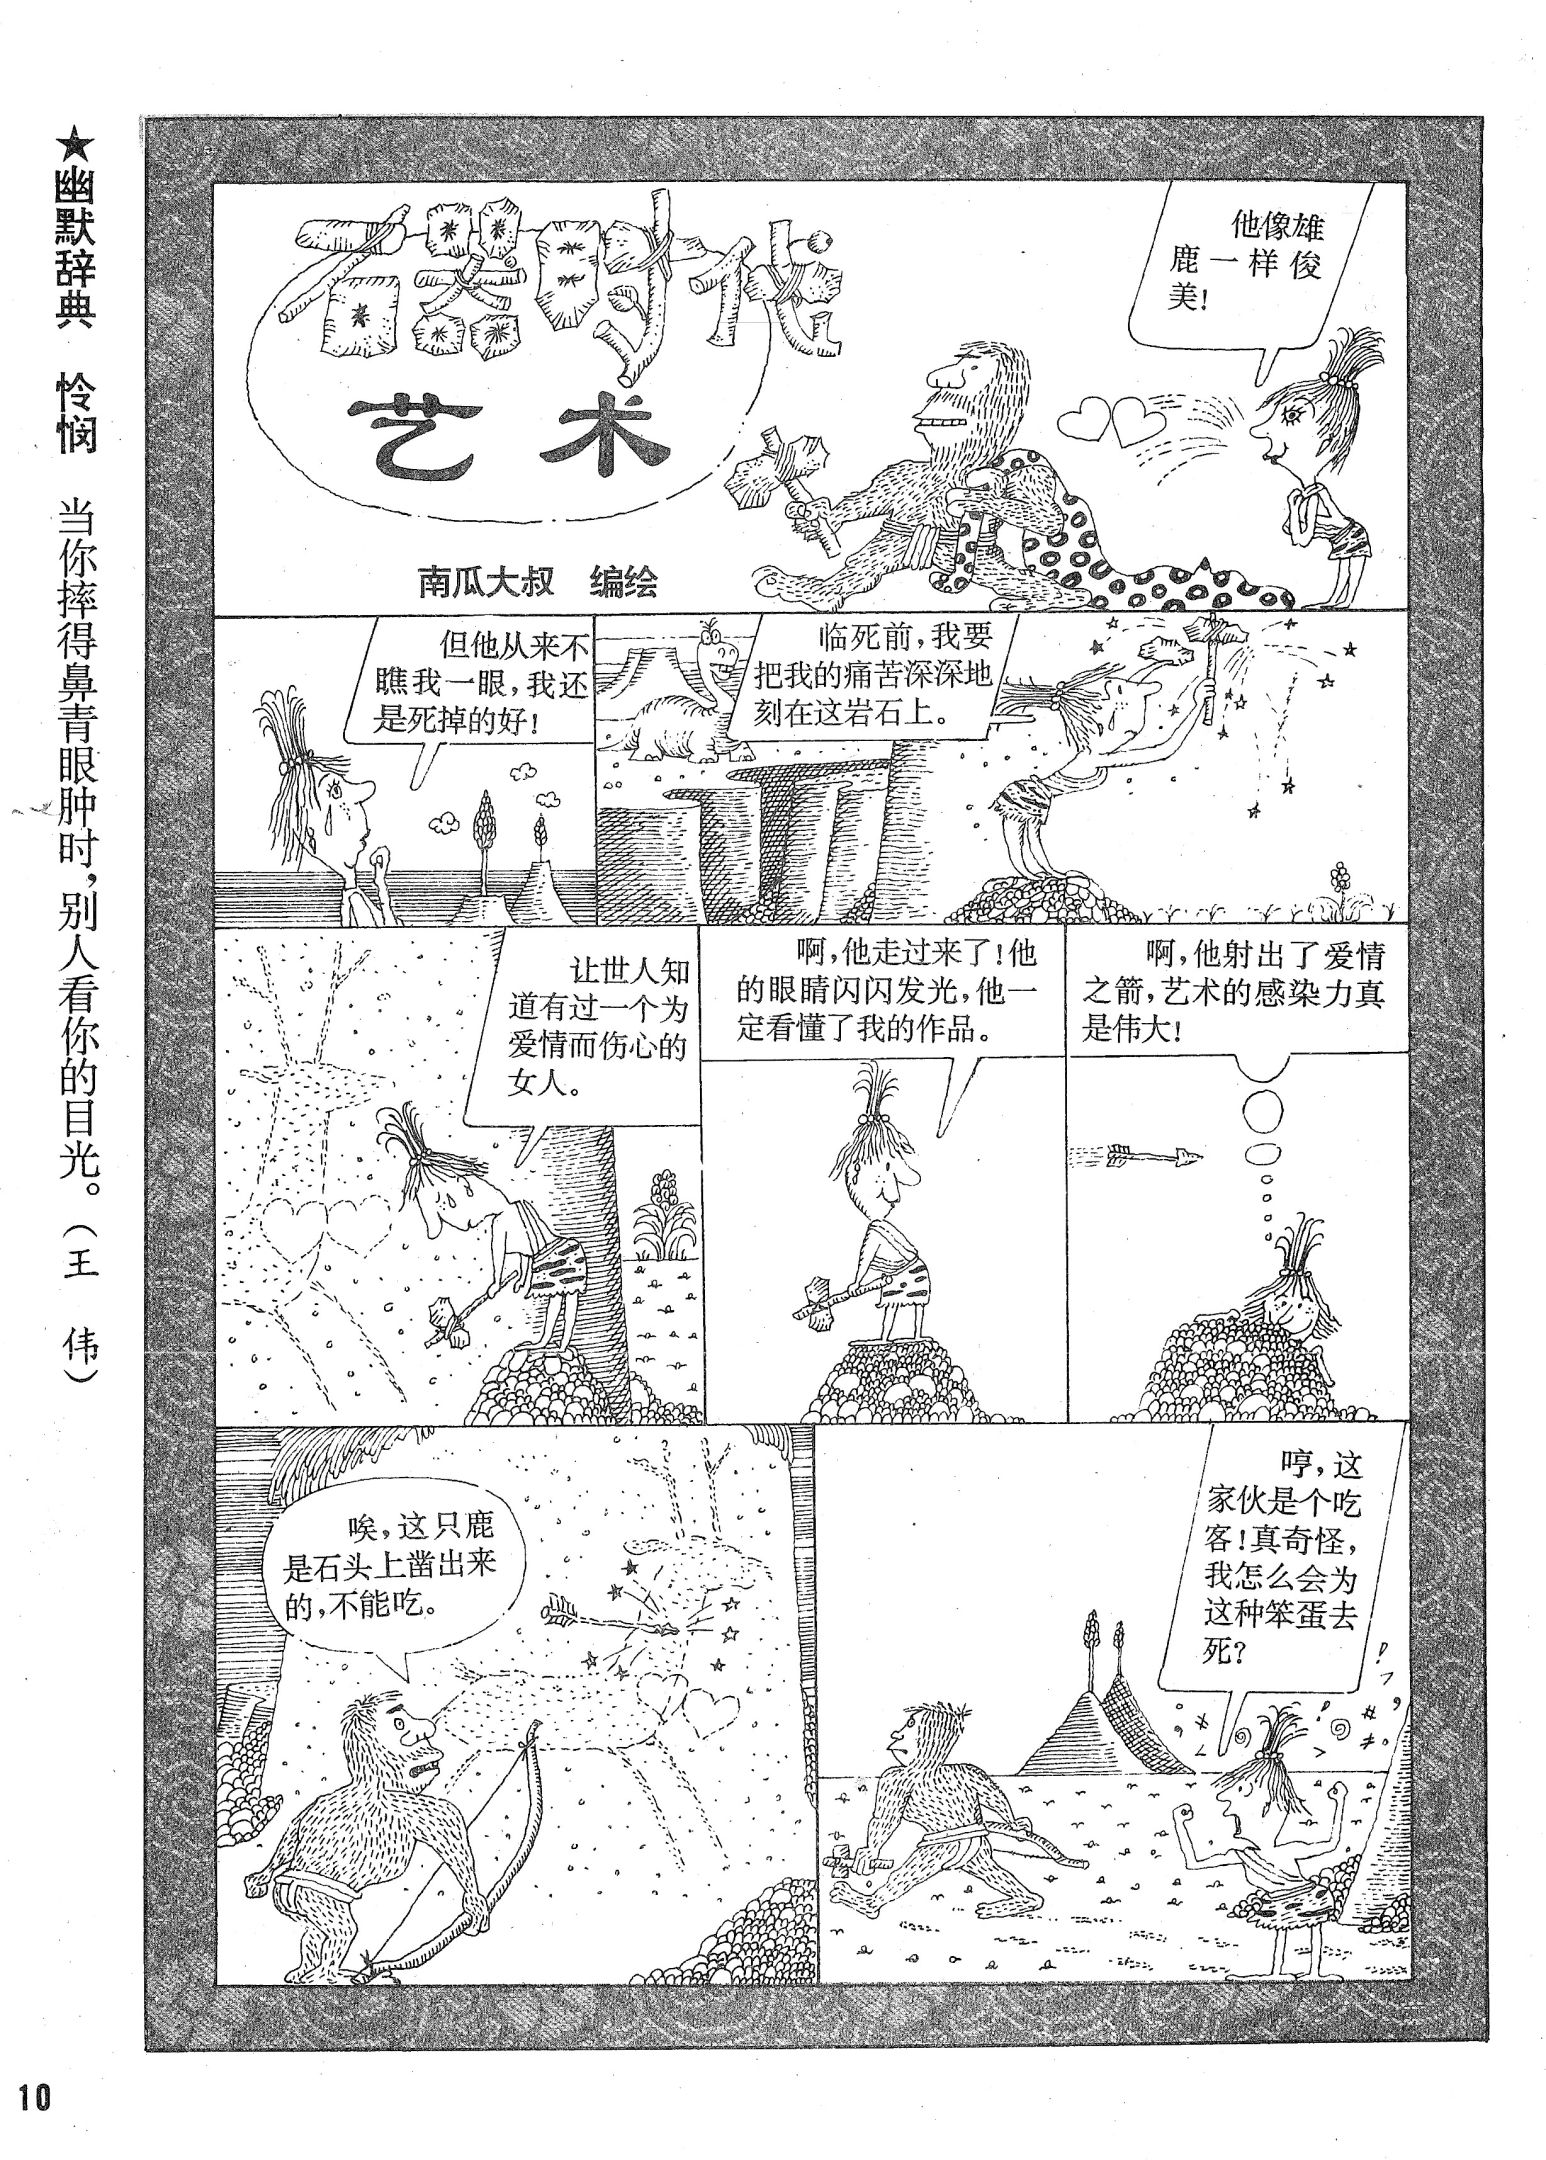 ★幽默辞典 怜悯 当你摔得鼻青眼肿时，别人看你的目光。（王 伟）
石器时代
艺术
南瓜大叔 编绘
他像雄
鹿一样俊
美！
但他从来不
瞧我一眼，我还
是死掉的好！
临死前，我要
把我的痛苦深深地
刻在这岩石上。
让世人知
道有过一个为
爱情而伤心的
女人。
啊，他走过来了！他
的眼睛闪闪发光，他一
定看懂了我的作品。
啊，他射出了爱情
之箭，艺术的感染力真
是伟大！
唉，这只鹿
是石头上凿出来
的，不能吃。
哼，这
家伙是个吃
客！真奇怪，
我怎么会为
这种笨蛋去
死？
10